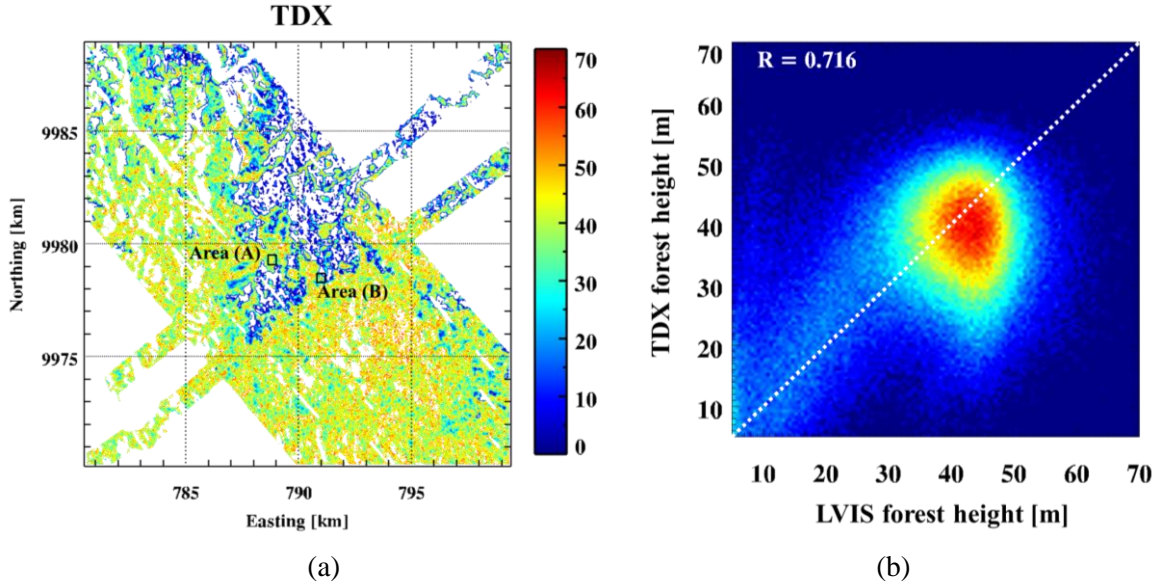 TDX
70
60
50
40
30
20
10
0
9985
9980
9975
Northing [km]
Area (A)
Area (B)
785 790 795
Easting [km]
(a)
R = 0.716
70
60
50
40
30
20
10
TDX forest height [m]
10 20 30 40 50 60 70
LVIS forest height [m]
(b)